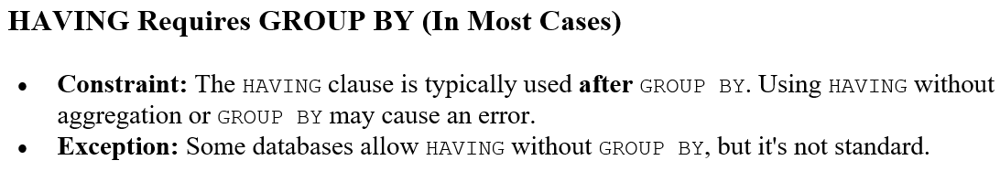 HAVING Requires GROUP BY (In Most Cases)
• Constraint: The HAVING clause is typically used after GROUP BY. Using HAVING without
aggregation or GROUP BY may cause an error.
• Exception: Some databases allow HAVING without GROUP BY, but it's not standard.